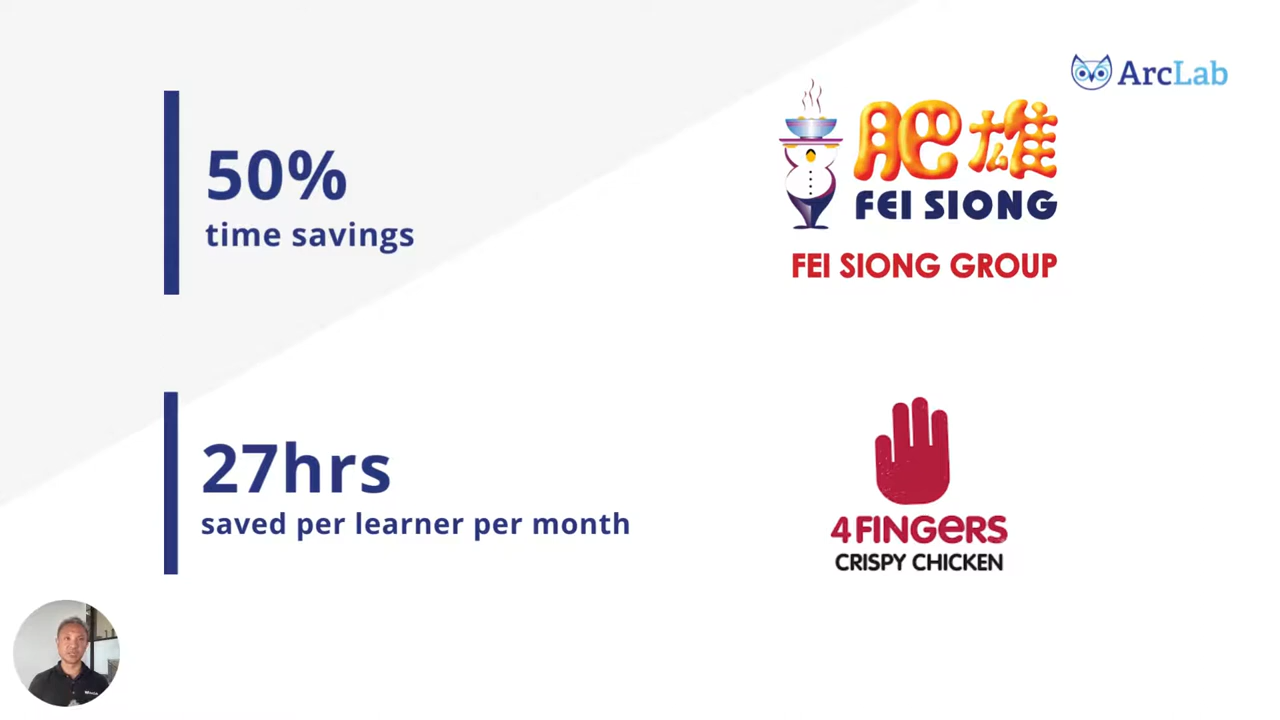 ArcLab
50%
time savings
肥雄
FEI SIONG
FEI SIONG GROUP
27hrs
saved per learner per month
4FINGeRS
CRISPY CHICKEN